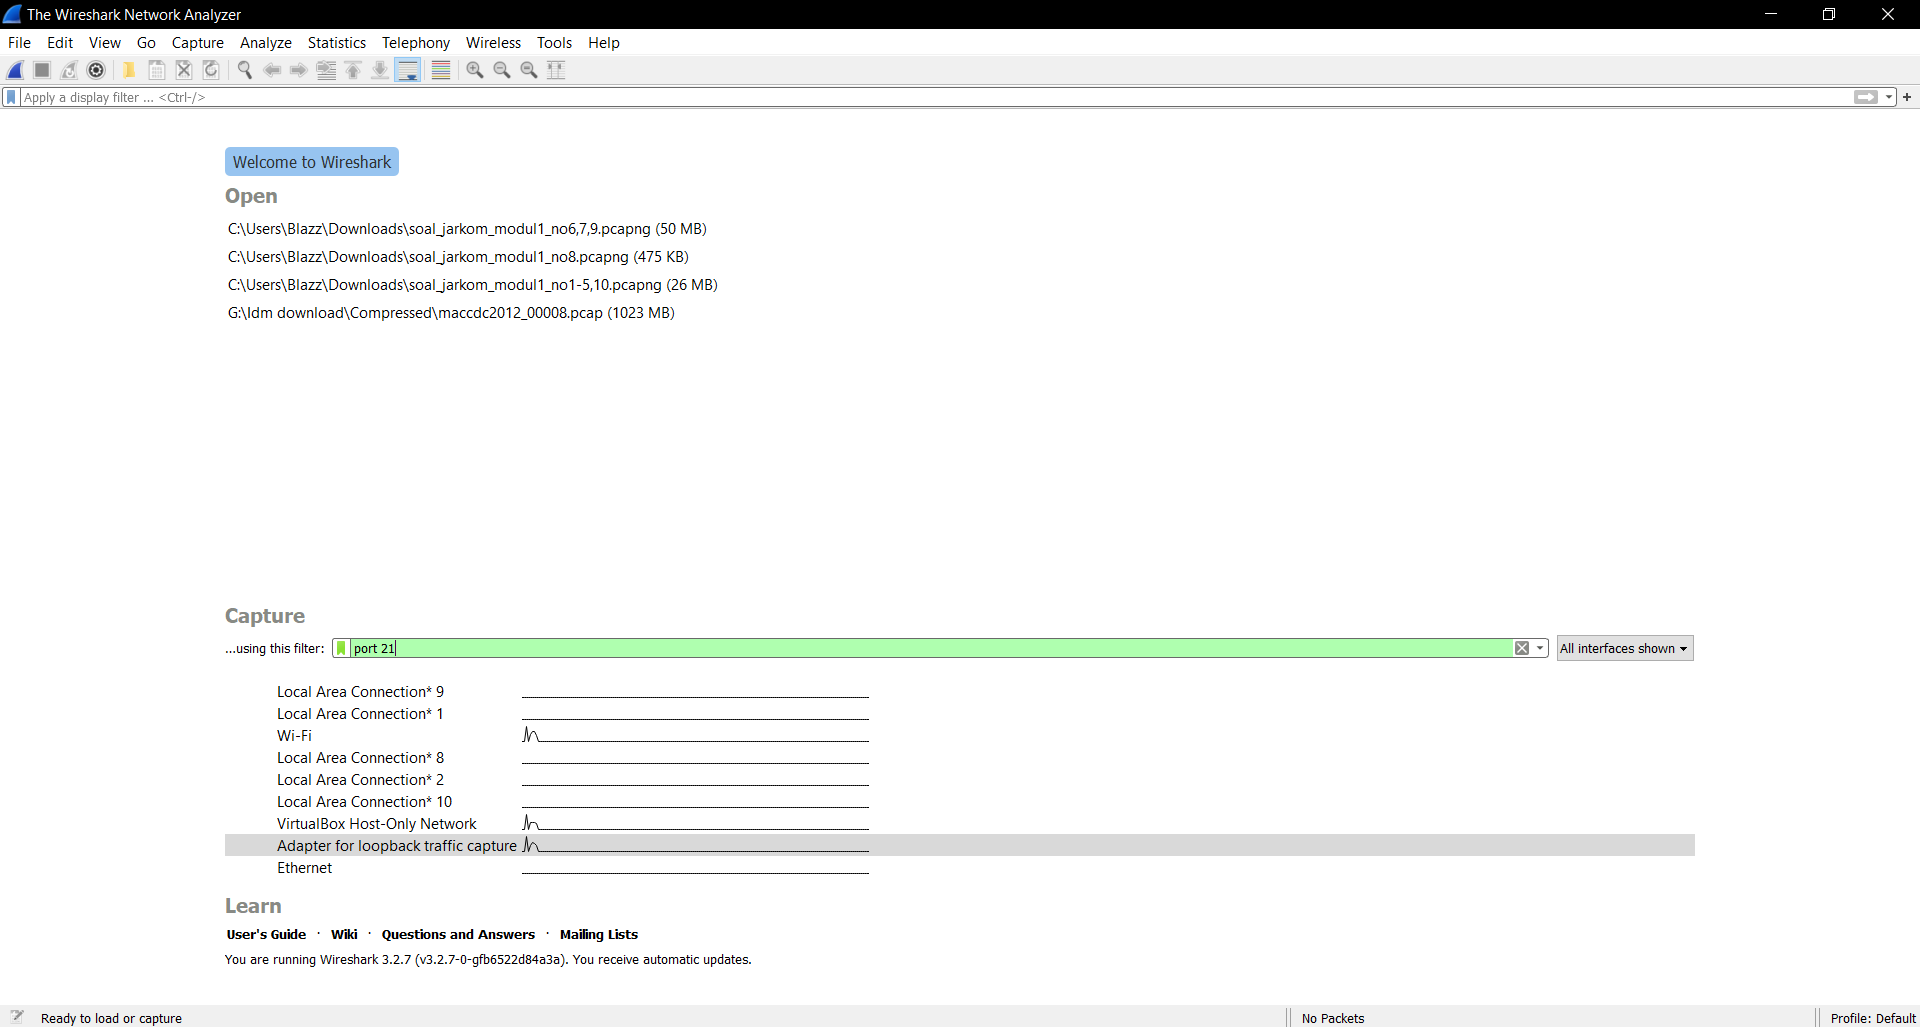 The Wireshark Network Analyzer
File Edit View Go Capture Analyze Statistics Telephony Wireless Tools Help
Apply a display filter ... <Ctrl-/>
Welcome to Wireshark
Open
C:\Users\Blazz\Downloads\soal_jarkom_modul1_no6,7,9.pcapng (50 MB)
C:\Users\Blazz\Downloads\soal_jarkom_modul1_no8.pcapng (475 KB)
C:\Users\Blazz\Downloads\soal_jarkom_modul1_no1-5,10.pcapng (26 MB)
G:\Idm download\Compressed\maccdc2012_00008.pcap (1023 MB)
Capture
...using this filter: port 21 All interfaces shown
Local Area Connection* 9
Local Area Connection* 1
Wi-Fi
Local Area Connection* 8
Local Area Connection* 2
Local Area Connection* 10
VirtualBox Host-Only Network
Adapter for loopback traffic capture
Ethernet
Learn
User's Guide · Wiki · Questions and Answers · Mailing Lists
You are running Wireshark 3.2.7 (v3.2.7-0-gfb6522d84a3a). You receive automatic updates.
Ready to load or capture No Packets Profile: Default